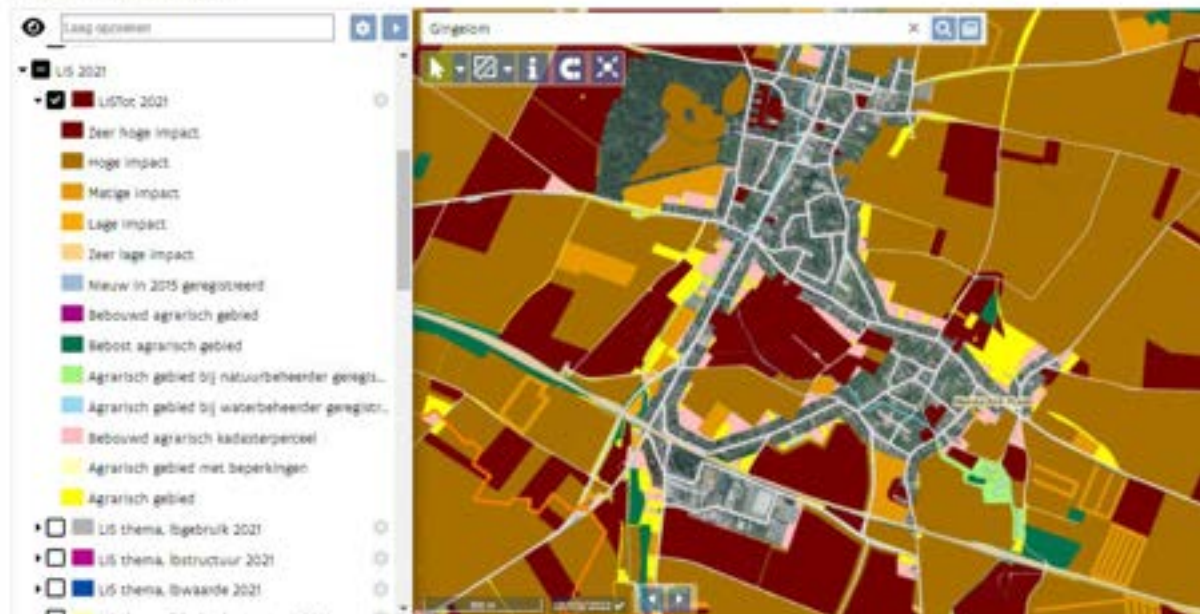 Laag opzoeken
Gingelom
LIS 2021
LISTot 2021
Zeer hoge impact
Hoge impact
Matige impact
Lage impact
Zeer lage impact
Nieuw in 2015 geregistreerd
Bebouwd agrarisch gebied
Bebost agrarisch gebied
Agrarisch gebied bij natuurbeheerder geregis...
Agrarisch gebied bij waterbeheerder geregistr...
Bebouwd agrarisch kadasterperceel
Agrarisch gebied met beperkingen
Agrarisch gebied
LIS thema, lbgebruik 2021
LIS thema, lbstructuur 2021
LIS thema, lbwaarde 2021